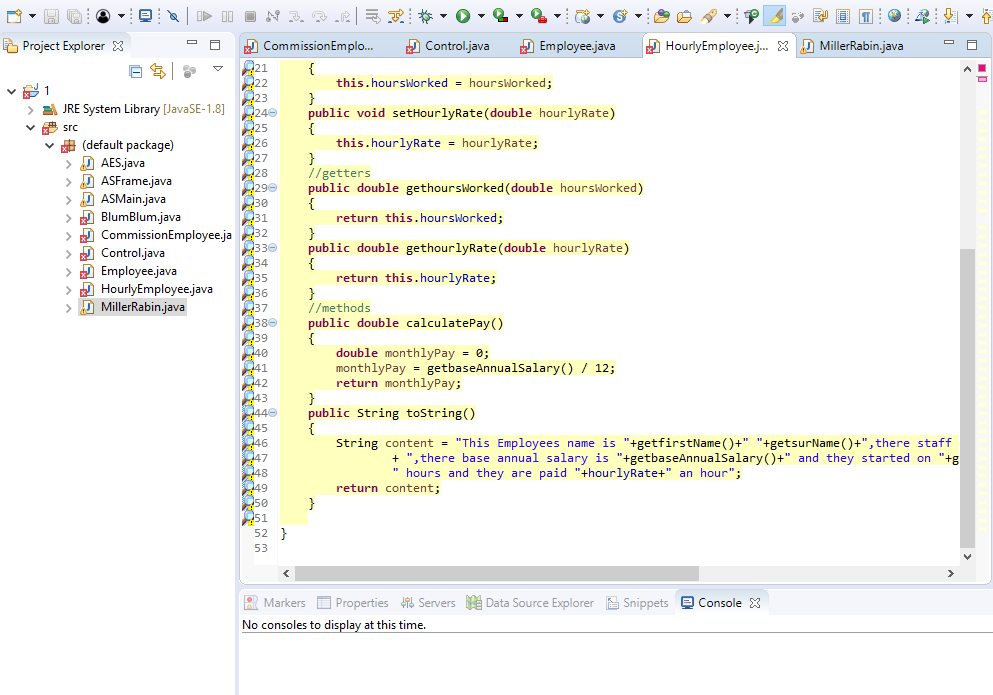 Project Explorer
1
JRE System Library [JavaSE-1.8]
src
(default package)
AES.java
ASFrame.java
ASMain.java
BlumBlum.java
CommissionEmployee.ja
Control.java
Employee.java
HourlyEmployee.java
MillerRabin.java
CommissionEmplo...
Control.java
Employee.java
HourlyEmployee.j...
MillerRabin.java
21 {
22 this.hoursWorked = hoursWorked;
23 }
24 public void setHourlyRate(double hourlyRate)
25 {
26 this.hourlyRate = hourlyRate;
27 }
28 //getters
29 public double gethoursWorked(double hoursWorked)
30 {
31 return this.hoursWorked;
32 }
33 public double gethourlyRate(double hourlyRate)
34 {
35 return this.hourlyRate;
36 }
37 //methods
38 public double calculatePay()
39 {
40 double monthlyPay = 0;
41 monthlyPay = getbaseAnnualSalary() / 12;
42 return monthlyPay;
43 }
44 public String toString()
45 {
46 String content = "This Employees name is "+getfirstName()+" "+getsurName()+",there staff
47 + ",there base annual salary is "+getbaseAnnualSalary()+" and they started on "+g
48 " hours and they are paid "+hourlyRate+" an hour";
49 return content;
50 }
51
52 }
53
Markers
Properties
Servers
Data Source Explorer
Snippets
Console
No consoles to display at this time.